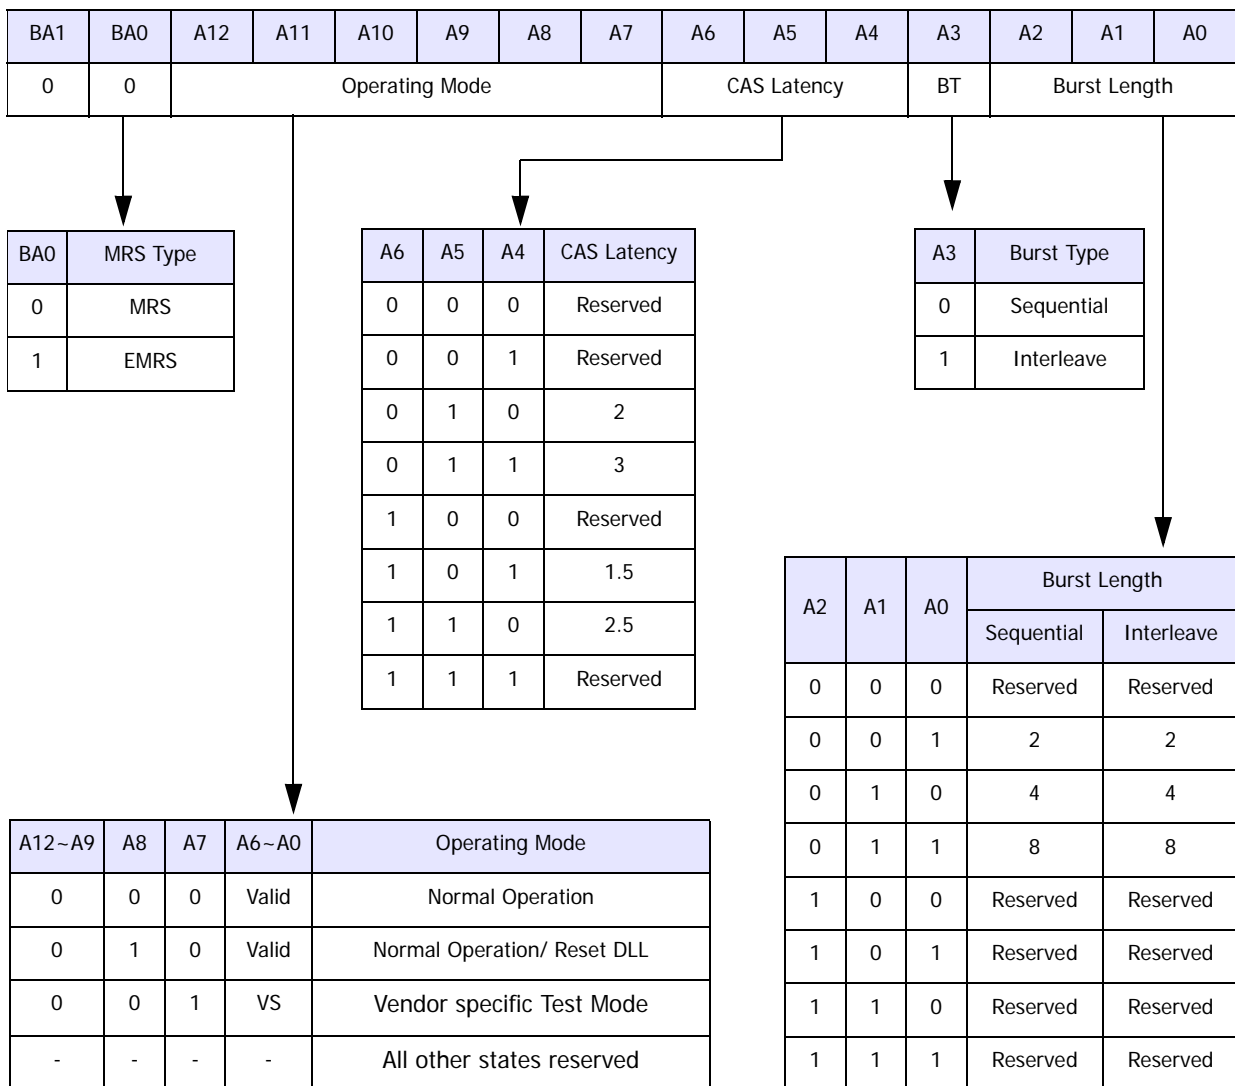 BA1 BA0 A12 A11 A10 A9 A8 A7 A6 A5 A4 A3 A2 A1 A0
0 0 Operating Mode CAS Latency BT Burst Length
BA0 MRS Type
0 MRS
1 EMRS
A6 A5 A4 CAS Latency
0 0 0 Reserved
0 0 1 Reserved
0 1 0 2
0 1 1 3
1 0 0 Reserved
1 0 1 1.5
1 1 0 2.5
1 1 1 Reserved
A3 Burst Type
0 Sequential
1 Interleave
A2 A1 A0 Burst Length
Sequential Interleave
0 0 0 Reserved Reserved
0 0 1 2 2
0 1 0 4 4
0 1 1 8 8
1 0 0 Reserved Reserved
1 0 1 Reserved Reserved
1 1 0 Reserved Reserved
1 1 1 Reserved Reserved
A12~A9 A8 A7 A6~A0 Operating Mode
0 0 0 Valid Normal Operation
0 1 0 Valid Normal Operation/ Reset DLL
0 0 1 VS Vendor specific Test Mode
- - - - All other states reserved